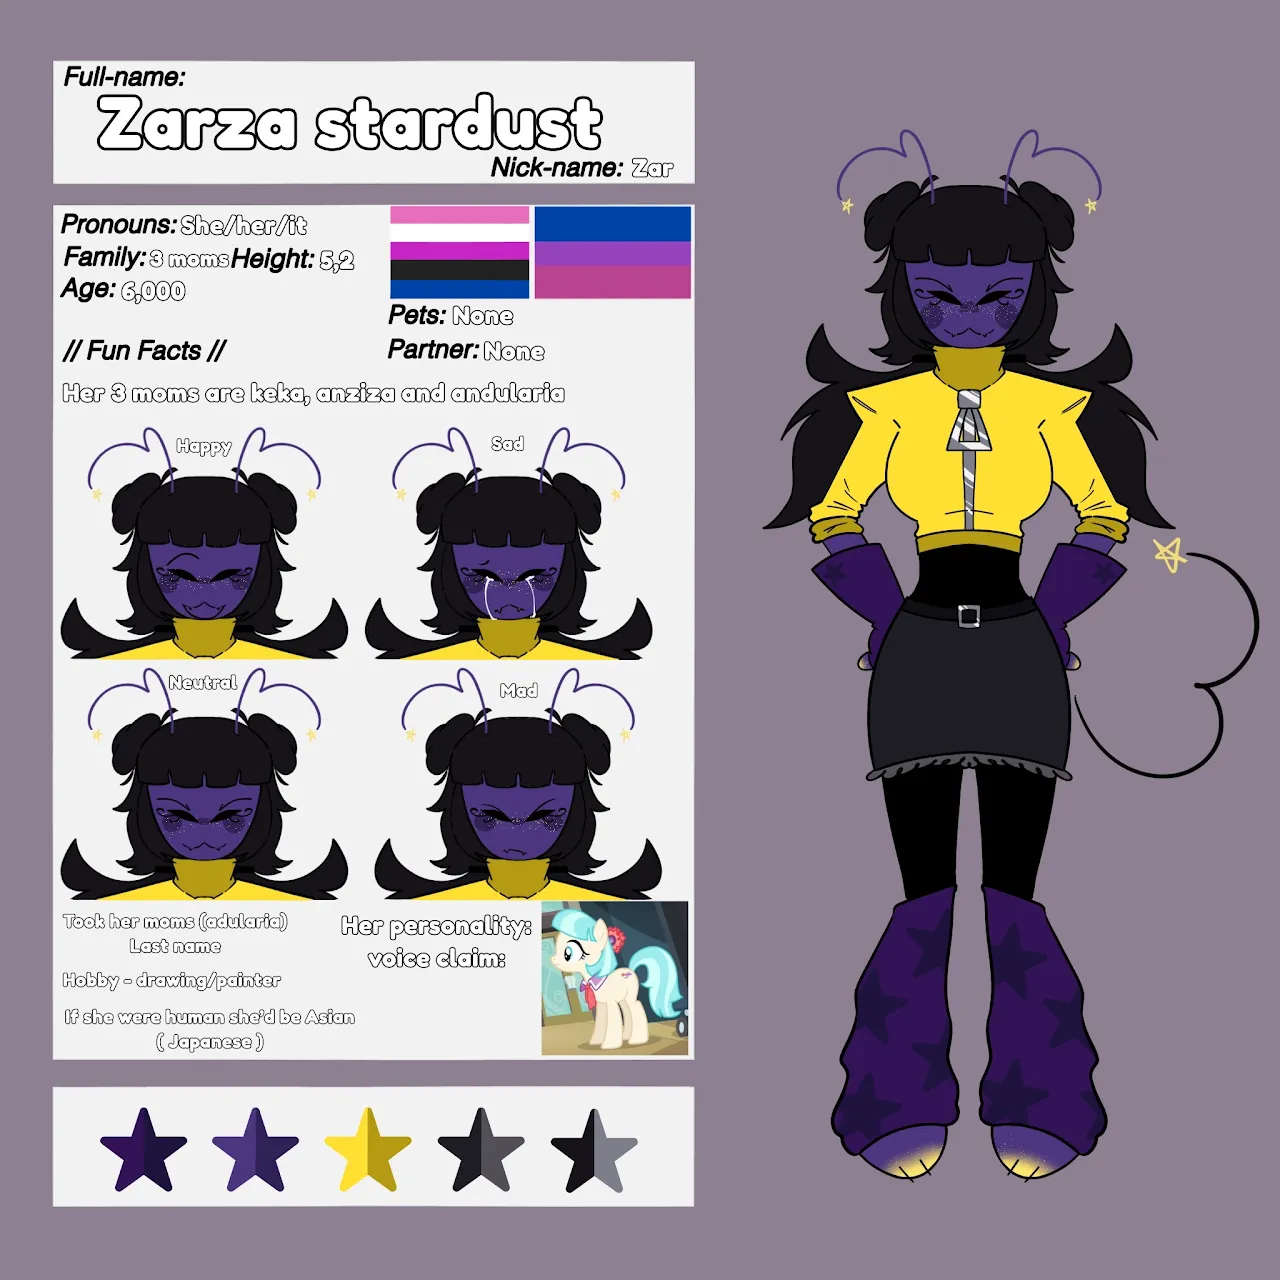 Full-name:
Zarza stardust
Nick-name: Zar
Pronouns: She/her/it
Family: 3 moms Height: 5,2
Age: 6,000
Pets: None
// Fun Facts //
Partner: None
Her 3 moms are keka, anziza and andularia
Happy
Sad
Neutral
Mad
Took her moms (adularia)
Last name
Hobby - drawing/painter
If she were human she'd be Asian
( Japanese )
Her personality:
voice claim: